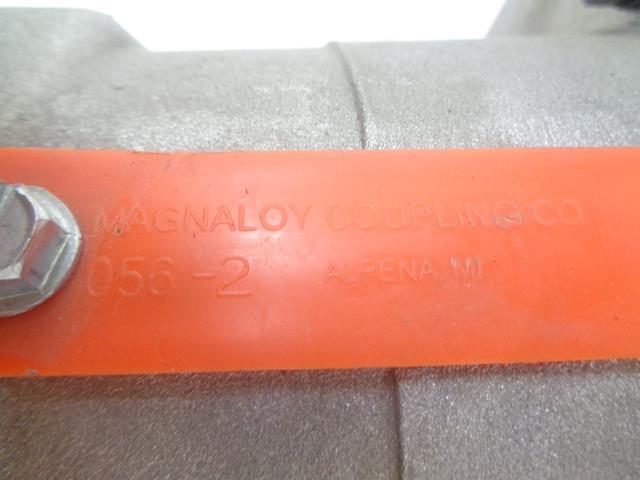 MAGNALOY COUPLING CO
056-2 ALPENA, MI